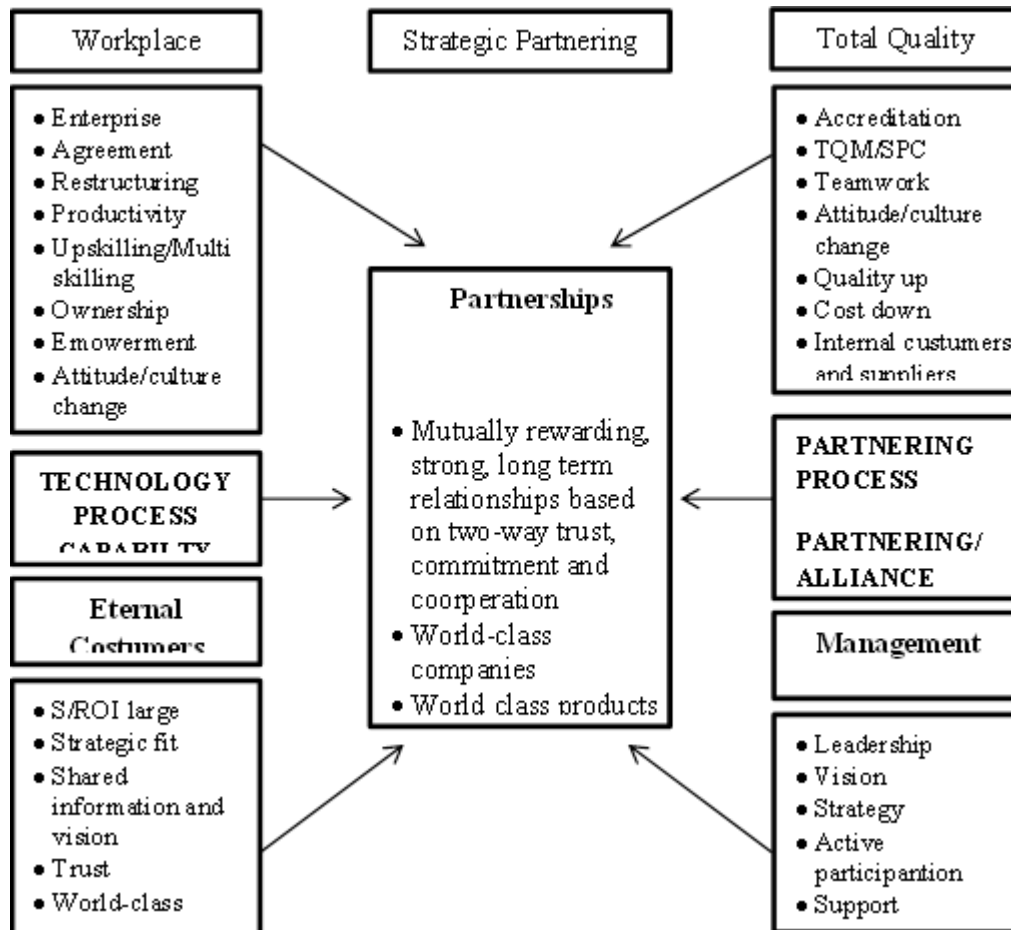 Workplace
Strategic Partnering
Total Quality
• Enterprise
• Agreement
• Restructuring
• Productivity
• Upskilling/Multi
skilling
• Ownership
• Emowerment
• Attitude/culture
change
• Accreditation
• TQM/SPC
• Teamwork
• Attitude/culture
change
• Quality up
• Cost down
• Internal custumers
and suppliers
Partnerships
• Mutually rewarding,
strong, long term
relationships based
on two-way trust,
commitment and
coorperation
• World-class
companies
• World class products
TECHNOLOGY
PROCESS
CAPABILITY
PARTNERING
PROCESS
PARTNERING/
ALLIANCE
Eternal
Costumers
Management
• S/ROI large
• Strategic fit
• Shared
information and
vision
• Trust
• World-class
• Leadership
• Vision
• Strategy
• Active
participantion
• Support